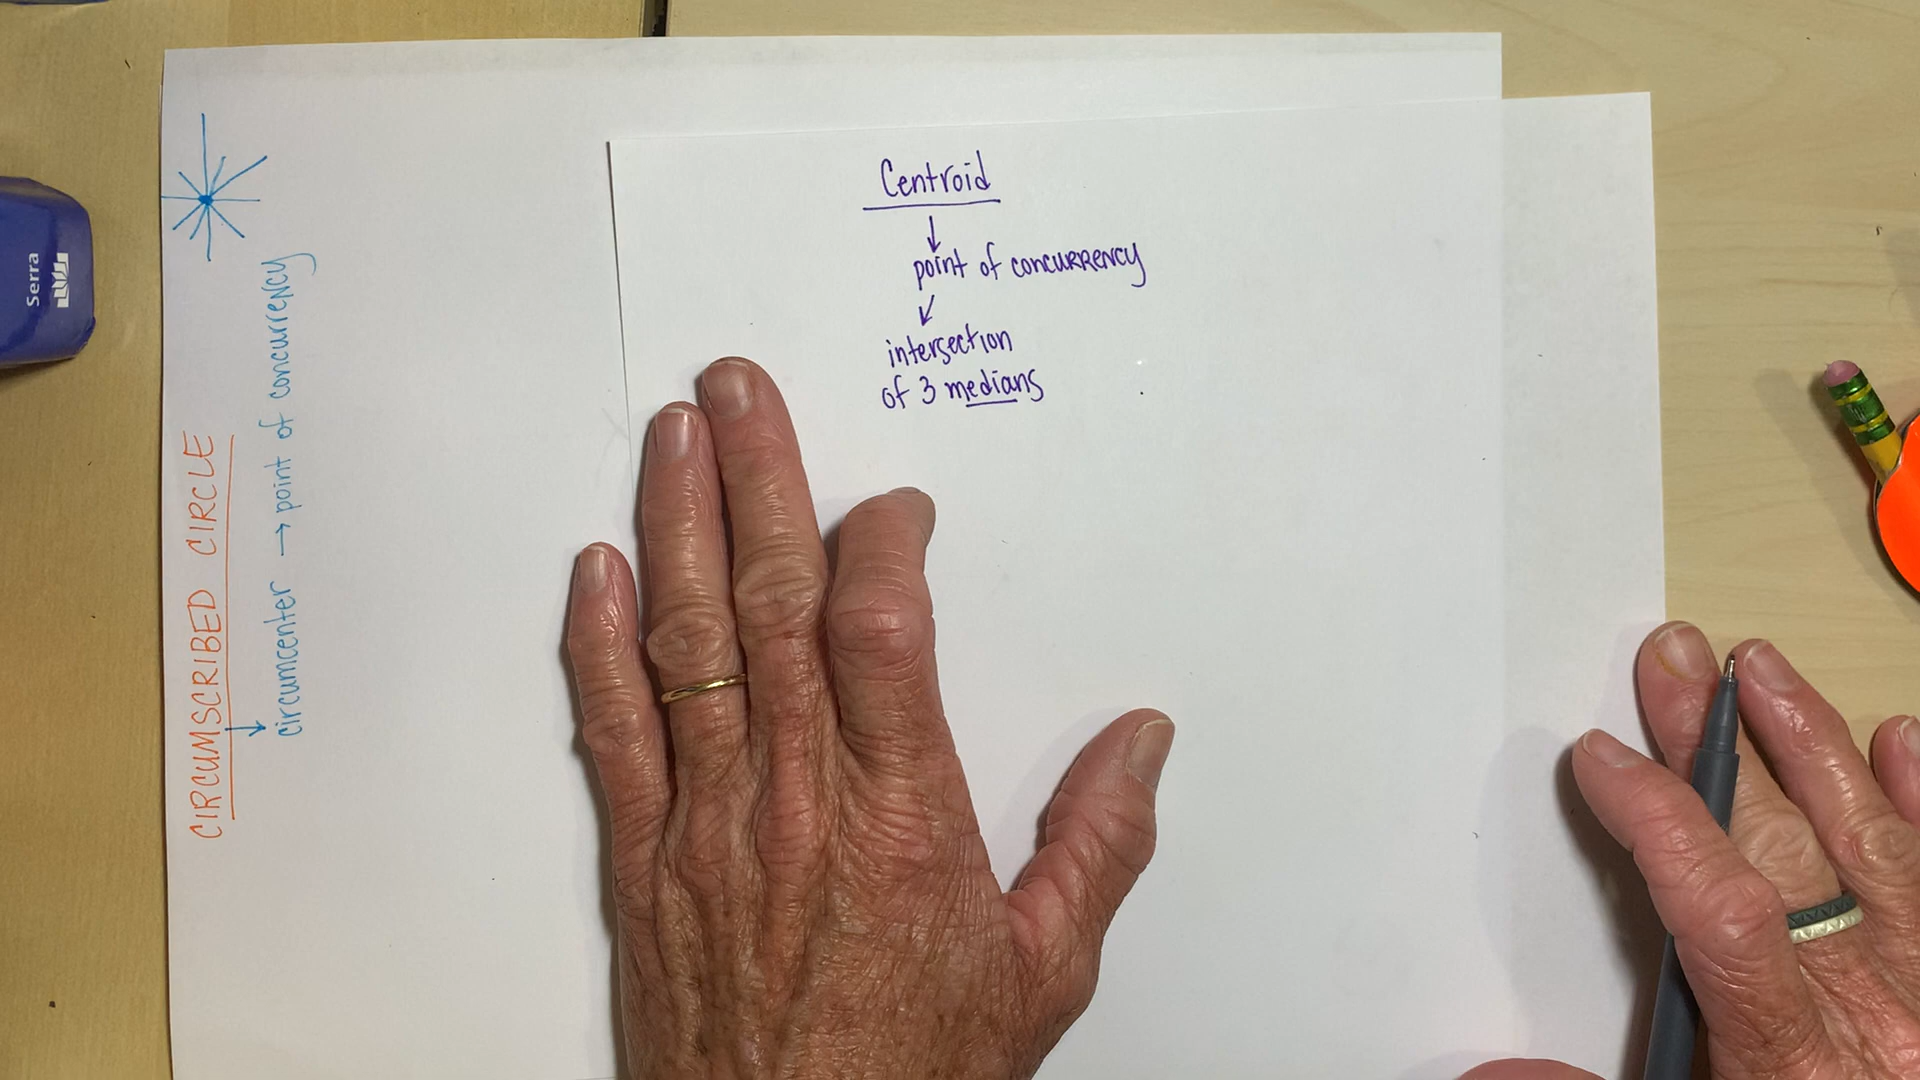 Centroid
↓
point of concurrency
↓
intersection
of 3 medians
CIRCUMSCRIBED CIRCLE
↓
circumcenter → point of concurrency
Serra